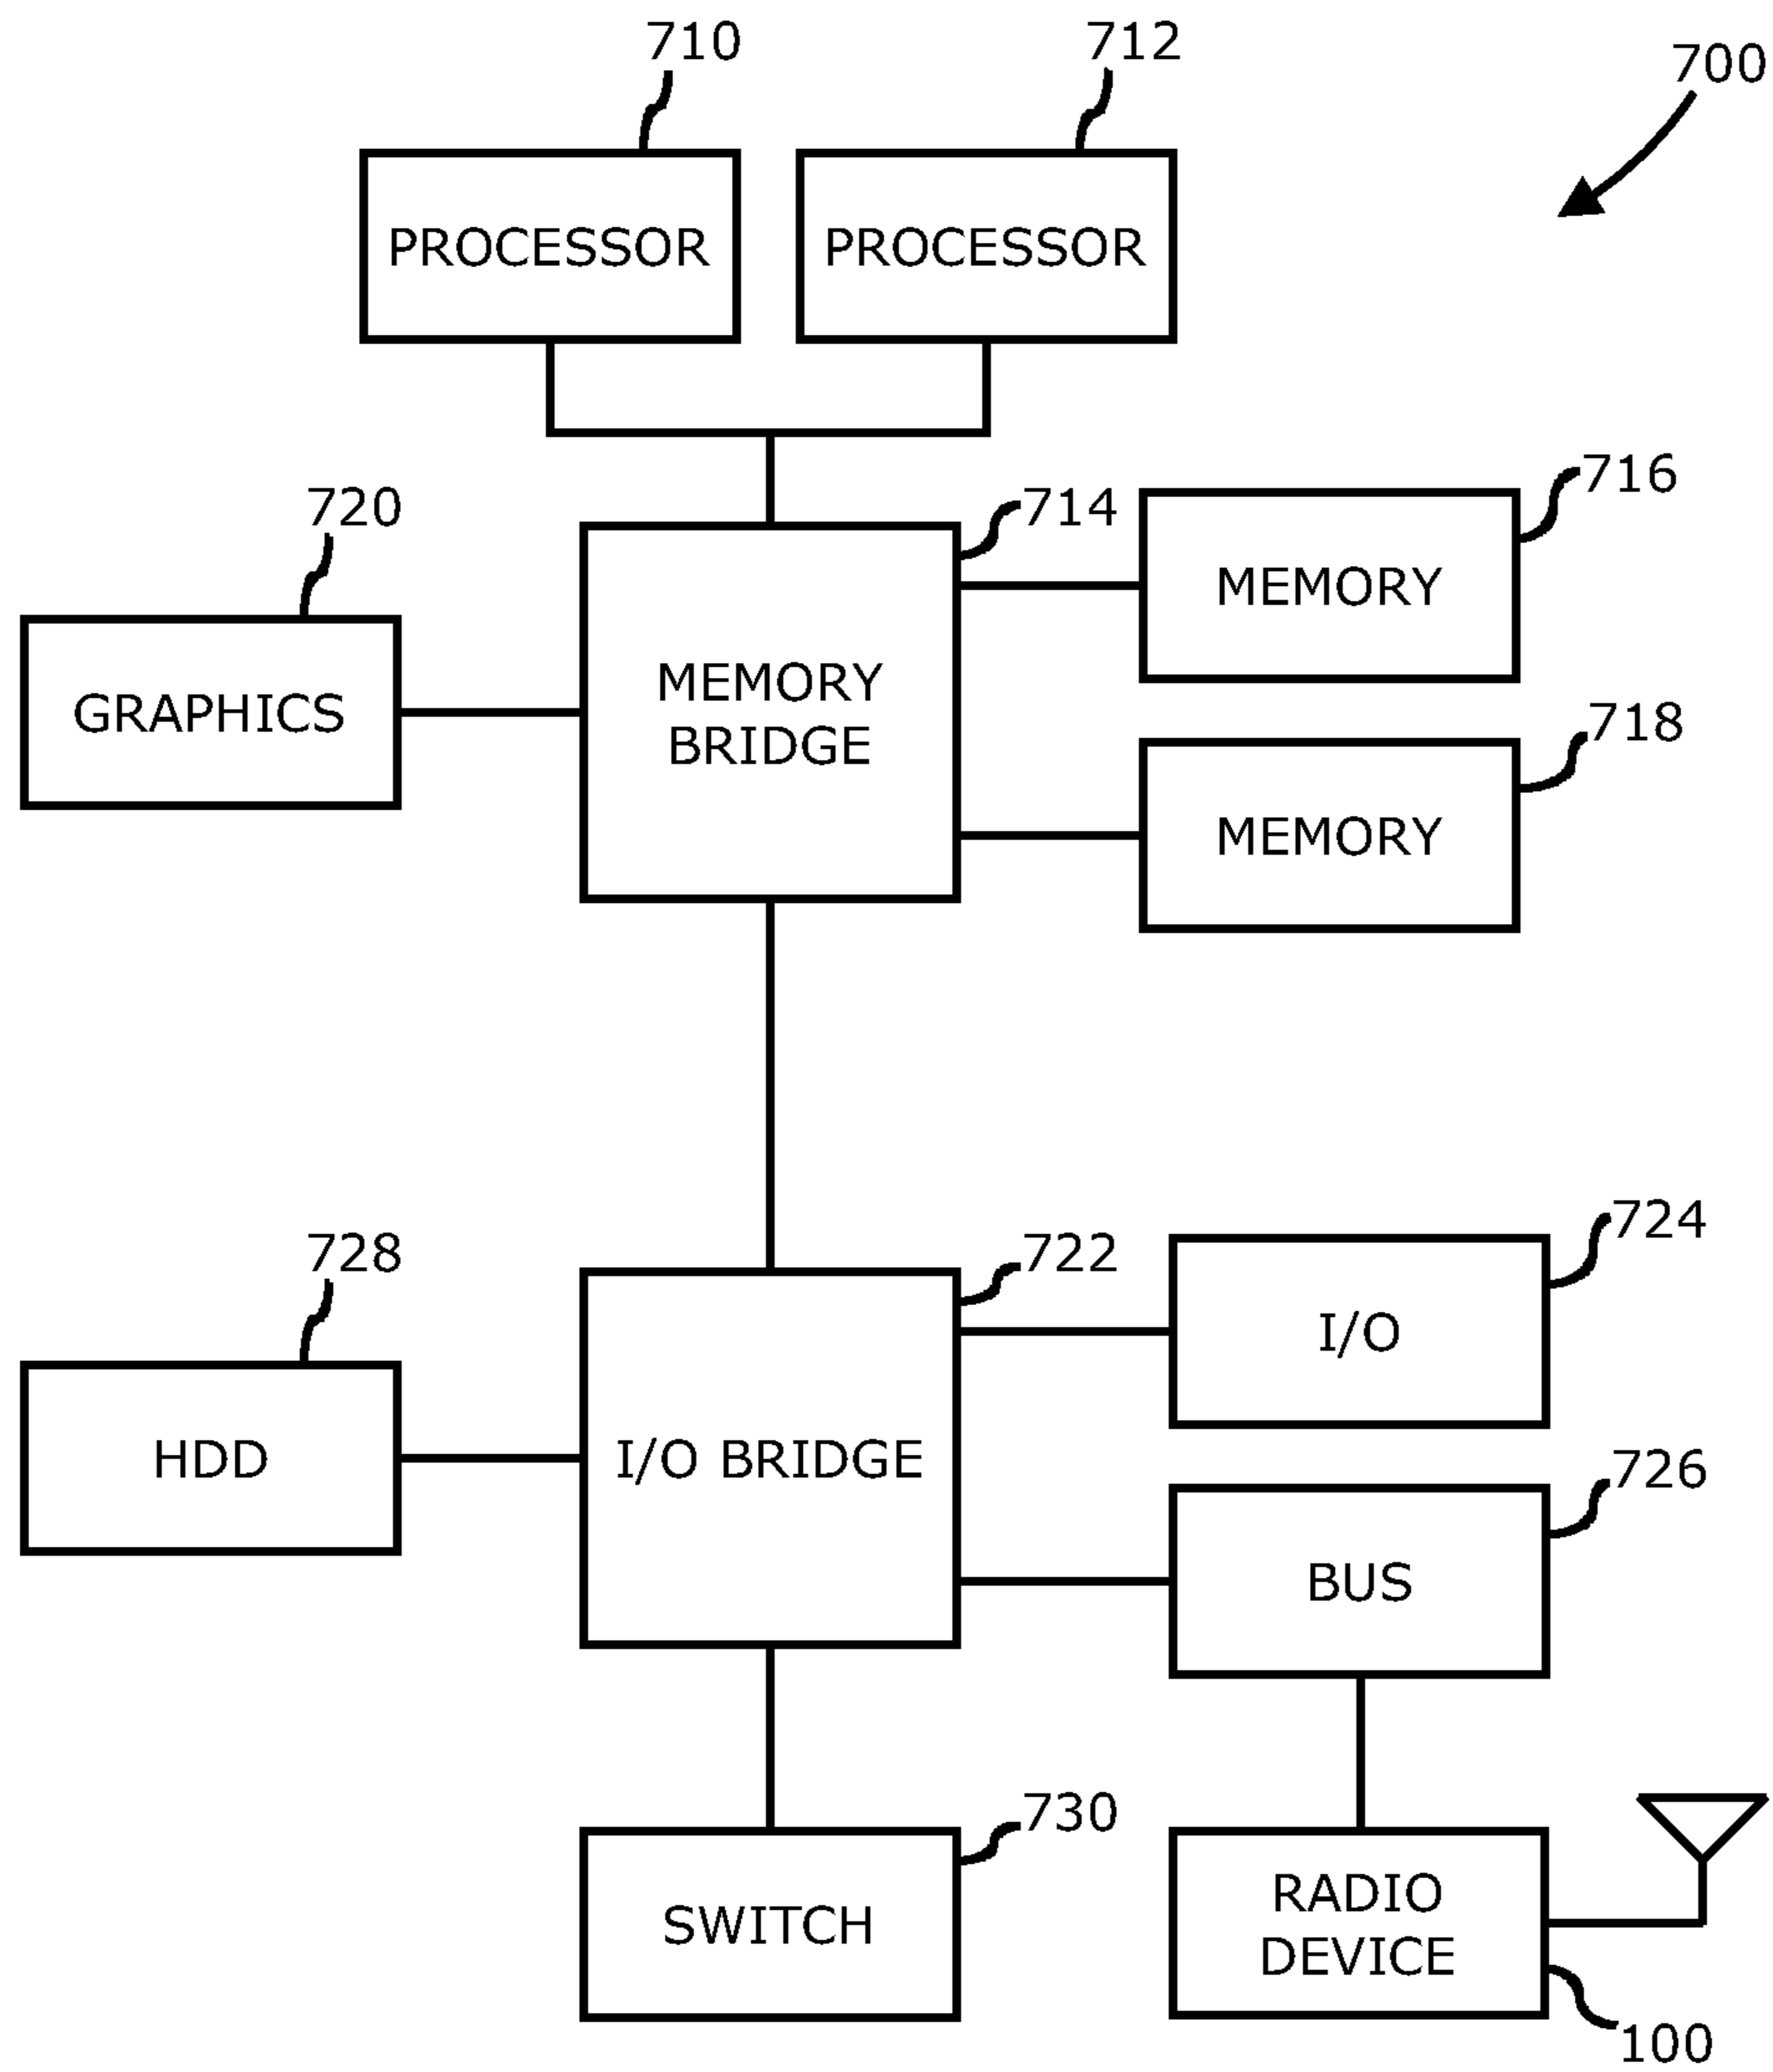 710
712
700
PROCESSOR
PROCESSOR
720
714
716
MEMORY
GRAPHICS
MEMORY
BRIDGE
718
MEMORY
728
722
724
I/O
HDD
I/O BRIDGE
726
BUS
730
SWITCH
RADIO
DEVICE
100